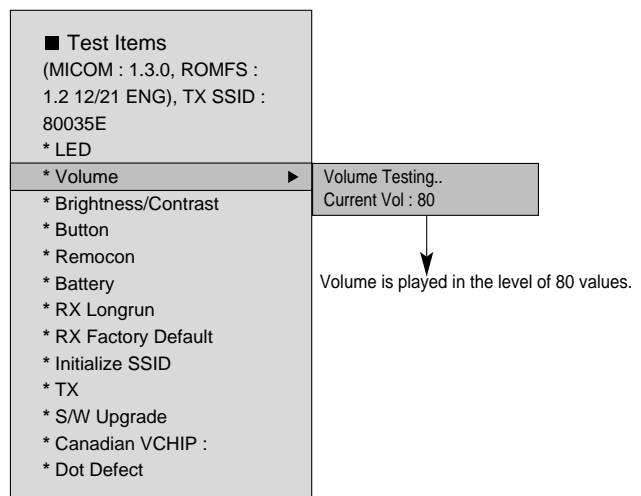 ■ Test Items
(MICOM : 1.3.0, ROMFS :
1.2 12/21 ENG), TX SSID :
80035E
* LED
* Volume ▶
* Brightness/Contrast
* Button
* Remocon
* Battery
* RX Longrun
* RX Factory Default
* Initialize SSID
* TX
* S/W Upgrade
* Canadian VCHIP :
* Dot Defect
Volume Testing..
Current Vol : 80
Volume is played in the level of 80 values.